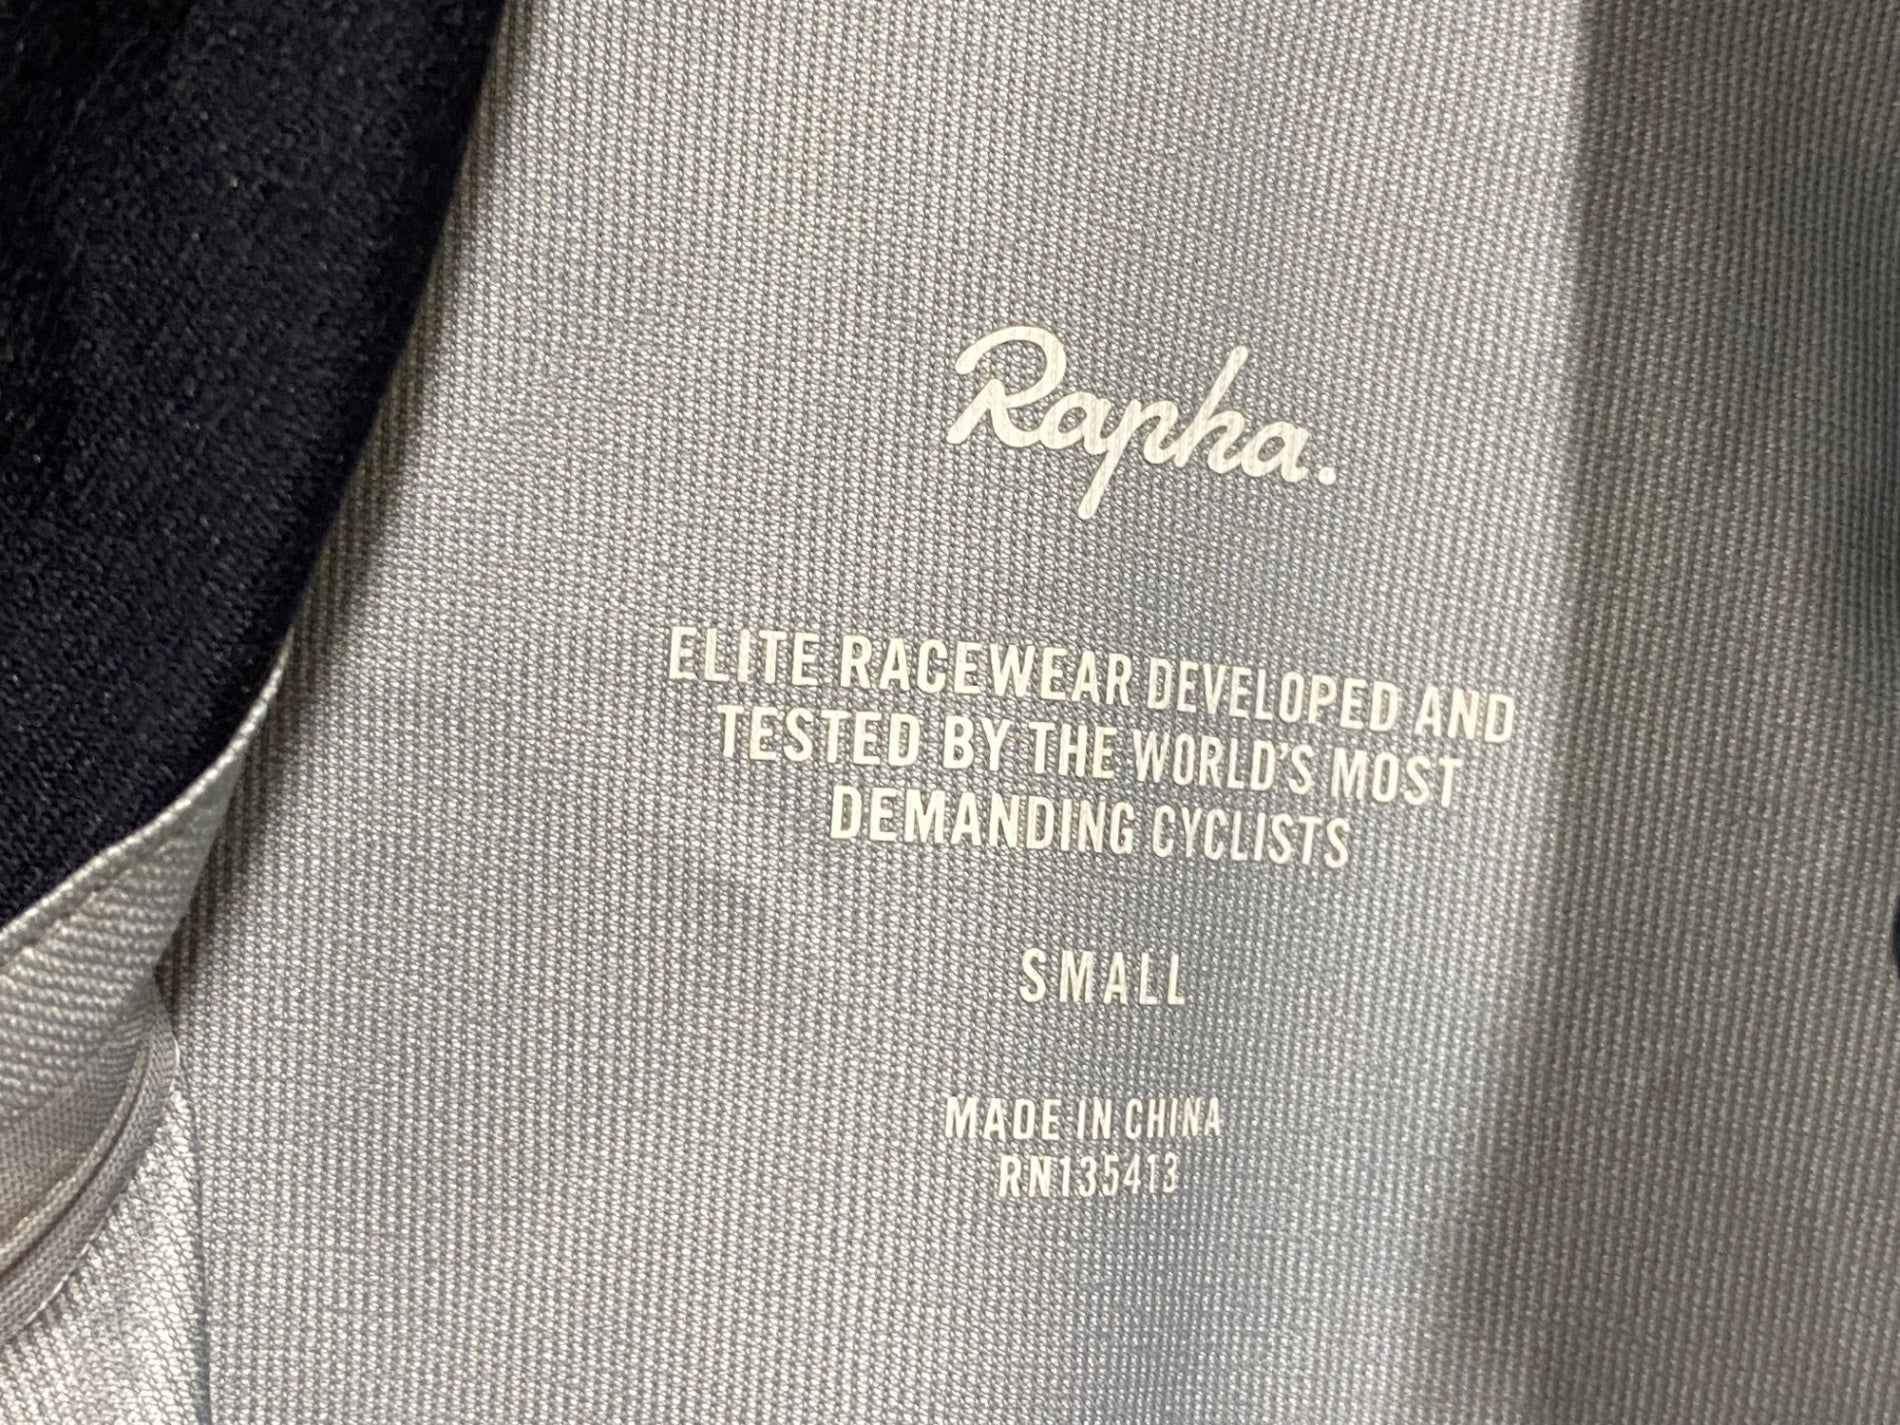 Rapha.
ELITE RACEWEAR DEVELOPED AND
TESTED BY THE WORLD'S MOST
DEMANDING CYCLISTS
SMALL
MADE IN CHINA
RN135413